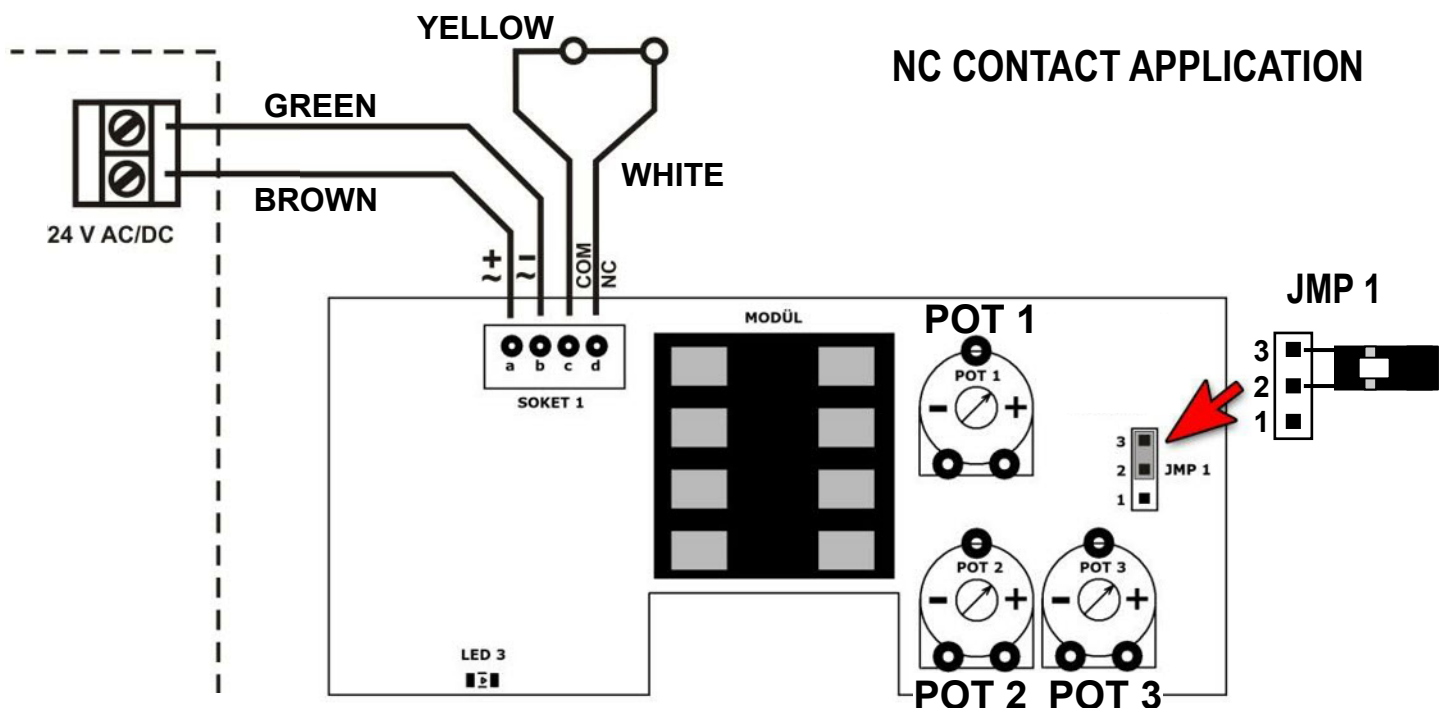 YELLOW
NC CONTACT APPLICATION
GREEN
WHITE
BROWN
24 V AC/DC
~+
~-
COM
NC
JMP 1
3
2
1
MODÜL
POT 1
POT 1
- +
a b c d
SOKET 1
3
2 JMP 1
1
POT 2
- +
POT 3
- +
LED 3
POT 2 POT 3